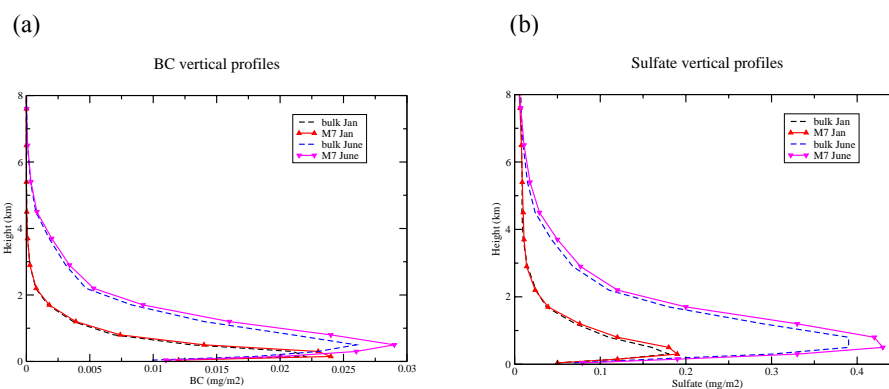 (a)
(b)
BC vertical profiles
Sulfate vertical profiles
bulk Jan
M7 Jan
bulk June
M7 June
8
6
4
2
0
Height (km)
0
0.005
0.01
0.015
0.02
0.025
0.03
BC (mg/m2)
bulk Jan
M7 Jan
bulk June
M7 June
8
6
4
2
0
Height (km)
0
0.1
0.2
0.3
0.4
Sulfate (mg/m2)